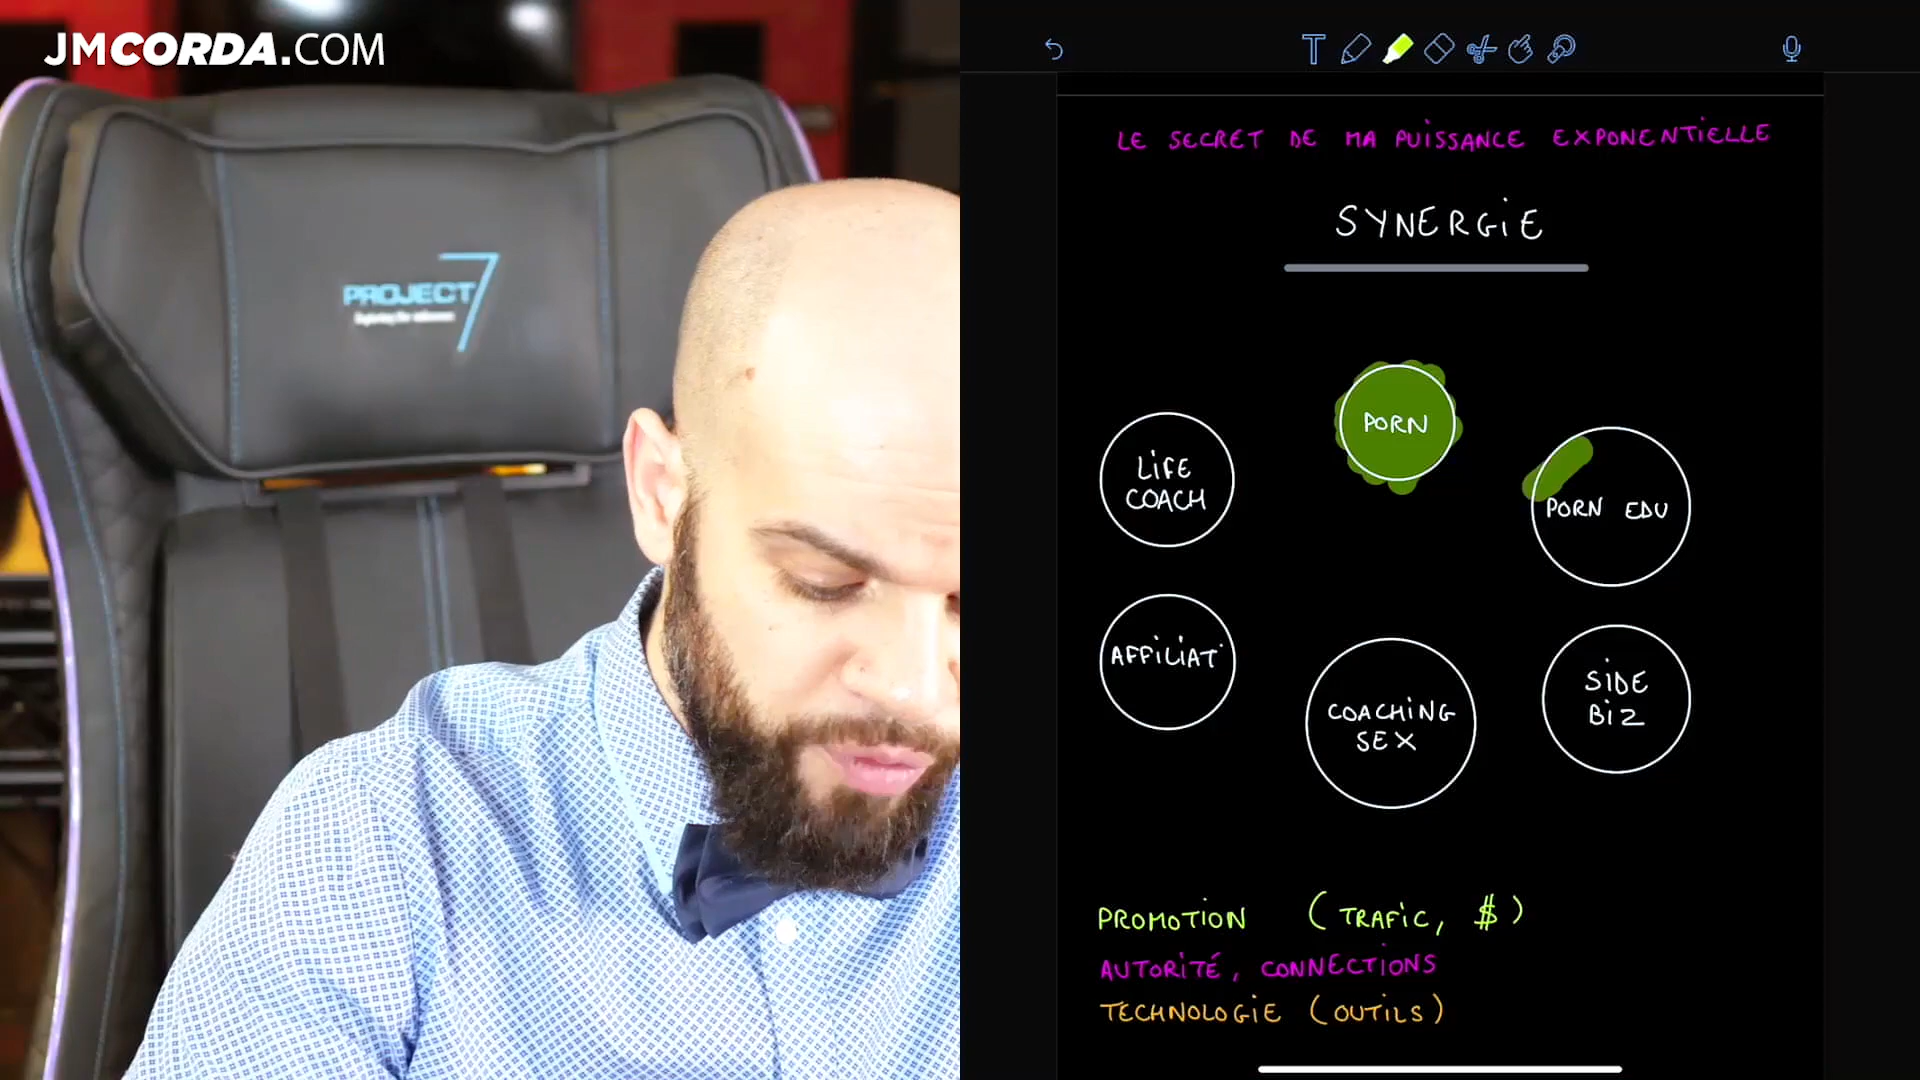 JMCORDA.COM
PROJECT 7
LE SECRET DE MA PUISSANCE EXPONENTIELLE
SYNERGIE
PORN
LIFE
COACH
PORN EDU
AFFILIAT°
COACHING
SEX
SIDE
BIZ
PROMOTION (TRAFIC, $)
AUTORITÉ, CONNECTIONS
TECHNOLOGIE (OUTILS)